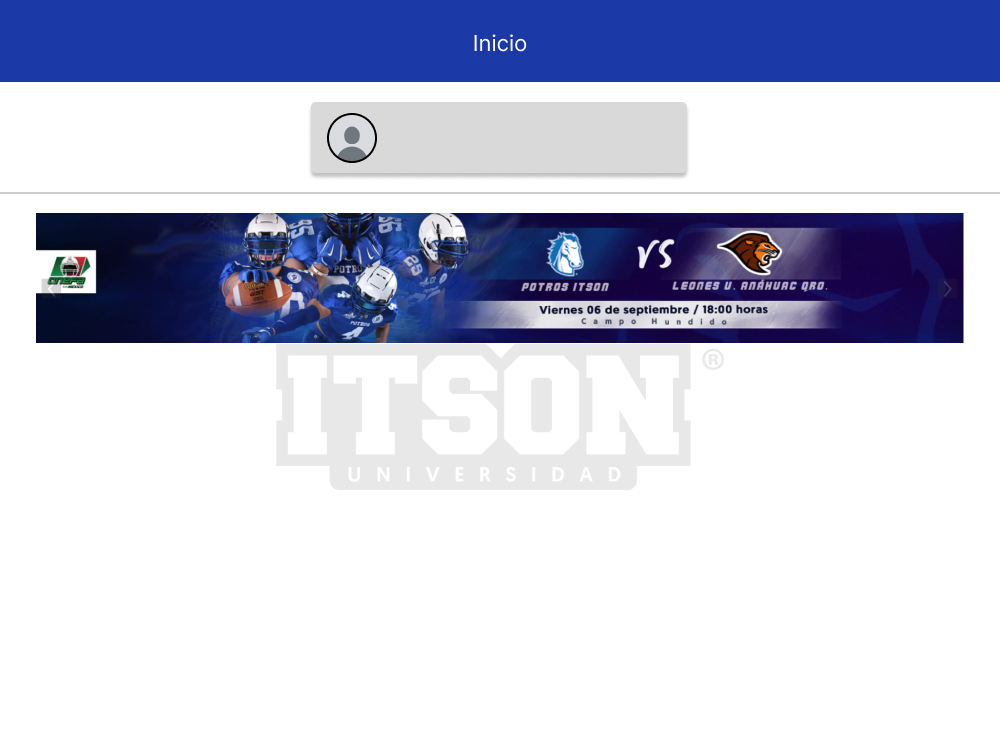 Inicio
VS
POTROS ITSON
LEONES U. ANÁHUAC QRO.
Viernes 06 de septiembre / 18:00 horas
Campo Hundido
ITSON
®
UNIVERSIDAD